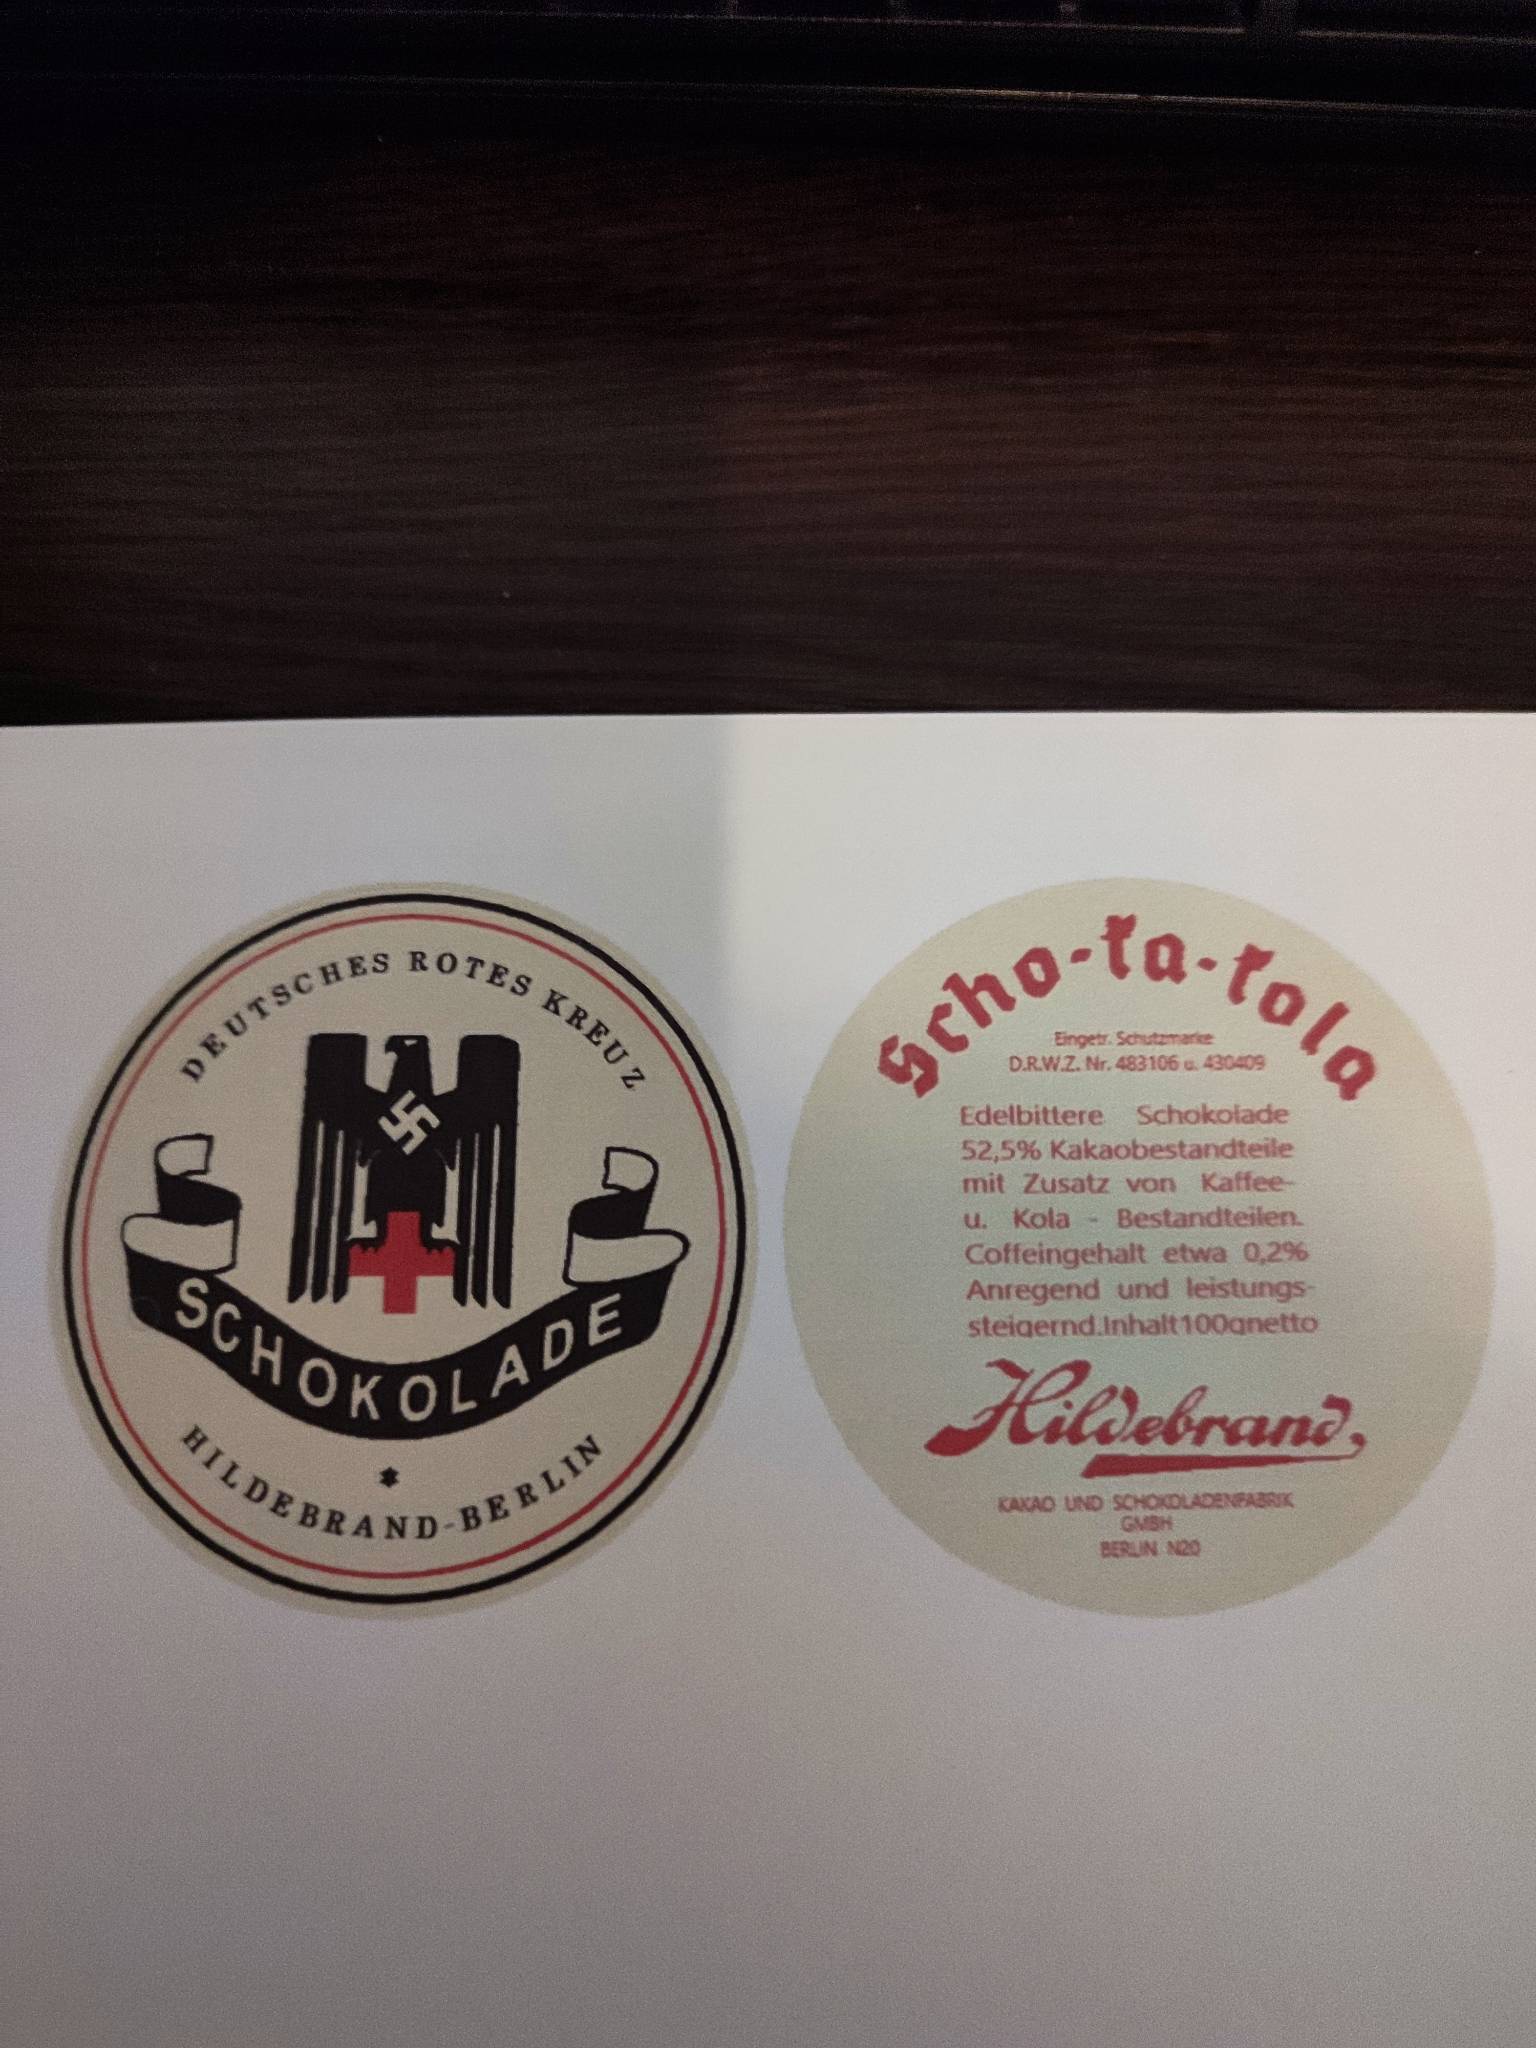 DEUTSCHES ROTES KREUZ
SCHOKOLADE
HILDEBRAND-BERLIN
Scho-ka-kola
Eingetr. Schutzmarke
D.R.W.Z. Nr. 483106 u. 430409
Edelbittere Schokolade
52,5% Kakaobestandteile
mit Zusatz von Kaffee-
u. Kola - Bestandteilen.
Coffeingehalt etwa 0,2%
Anregend und leistungs-
steigernd.Inhalt100gnetto
Hildebrand,
KAKAO UND SCHOKOLADENFABRIK
GMBH
BERLIN N20